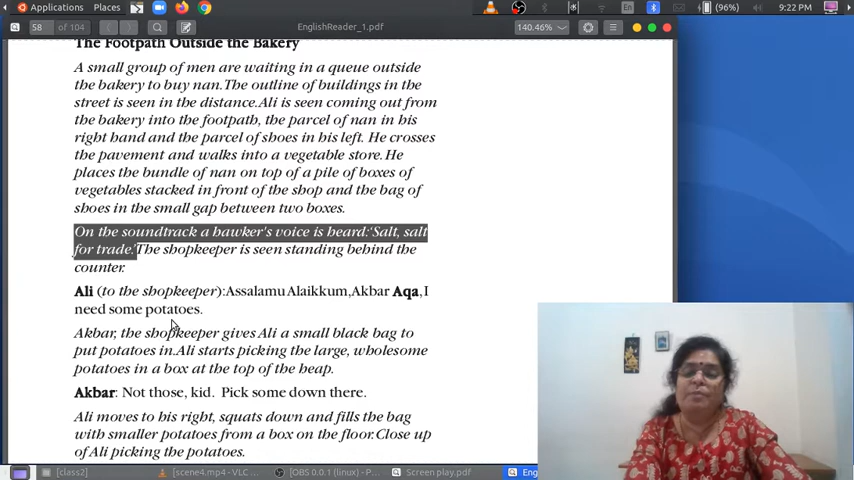 Applications Places 7 (96%) 9:22 PM
58 of 104 EnglishReader_1.pdf 140.46%
The Footpath Outside the Bakery
A small group of men are waiting in a queue outside
the bakery to buy nan.The outline of buildings in the
street is seen in the distance.Ali is seen coming out from
the bakery into the footpath, the parcel of nan in his
right hand and the parcel of shoes in his left. He crosses
the pavement and walks into a vegetable store. He
places the bundle of nan on top of a pile of boxes of
vegetables stacked in front of the shop and the bag of
shoes in the small gap between two boxes.
On the soundtrack a hawker's voice is heard:'Salt, salt
for trade.'The shopkeeper is seen standing behind the
counter.
Ali (to the shopkeeper):Assalamu Alaikkum,Akbar Aqa, I
need some potatoes.
Akbar, the shopkeeper gives Ali a small black bag to
put potatoes in.Ali starts picking the large, wholesome
potatoes in a box at the top of the heap.
Akbar: Not those, kid. Pick some down there.
Ali moves to his right, squats down and fills the bag
with smaller potatoes from a box on the floor.Close up
of Ali picking the potatoes.
[class2] [scene4.mp4 - VLC ... [OBS 0.0.1 (linux) - P... Screen play.pdf Eng